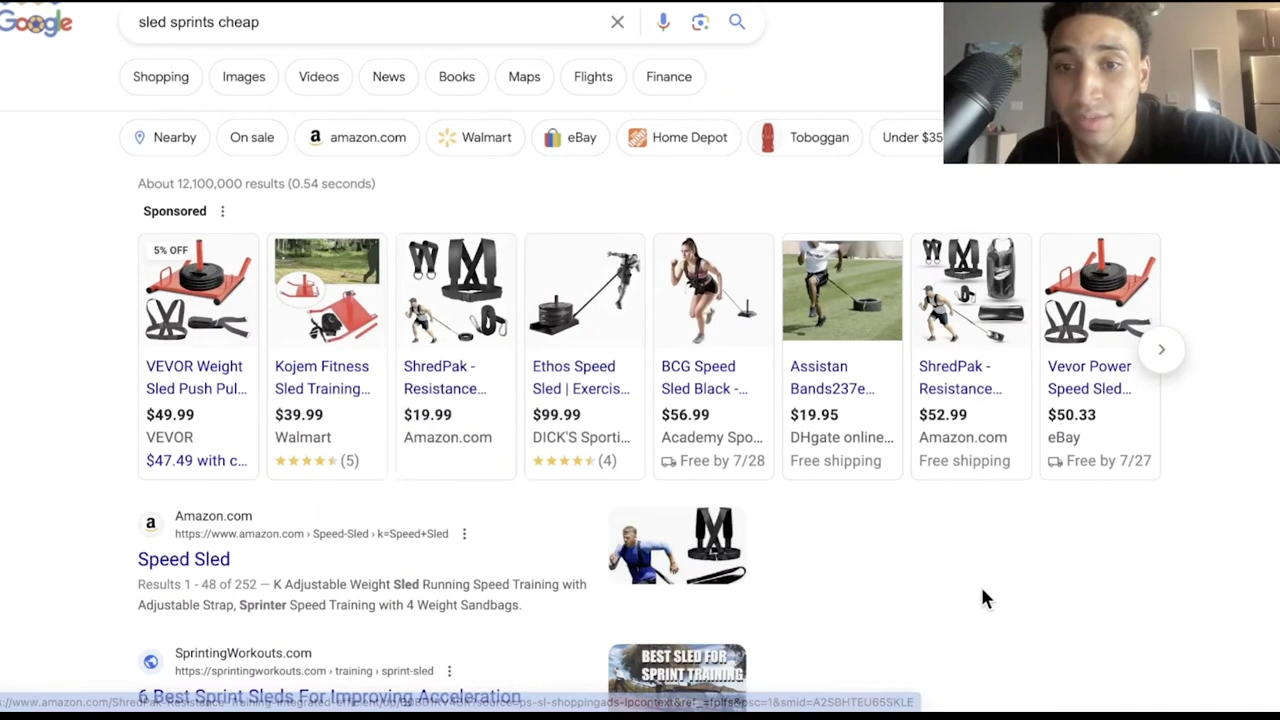 Google
sled sprints cheap
Shopping
Images
Videos
News
Books
Maps
Flights
Finance
Nearby
On sale
amazon.com
Walmart
eBay
Home Depot
Toboggan
Under $35
About 12,100,000 results (0.54 seconds)
Sponsored
5% OFF
VEVOR Weight
Sled Push Pul...
$49.99
VEVOR
$47.49 with c...
Kojem Fitness
Sled Training...
$39.99
Walmart
(5)
ShredPak -
Resistance...
$19.99
Amazon.com
Ethos Speed
Sled | Exercis...
$99.99
DICK'S Sporti...
(4)
BCG Speed
Sled Black -...
$56.99
Academy Spo...
Free by 7/28
Assistan
Bands237e...
$19.95
DHgate online...
Free shipping
ShredPak -
Resistance...
$52.99
Amazon.com
Free shipping
Vevor Power
Speed Sled...
$50.33
eBay
Free by 7/27
Amazon.com
https://www.amazon.com › Speed-Sled › k=Speed+Sled
Speed Sled
Results 1 - 48 of 252 — K Adjustable Weight Sled Running Speed Training with
Adjustable Strap, Sprinter Speed Training with 4 Weight Sandbags.
SprintingWorkouts.com
https://sprintingworkouts.com › training › sprint-sled
6 Best Sprint Sleds For Improving Acceleration
BEST SLED FOR
SPRINT TRAINING